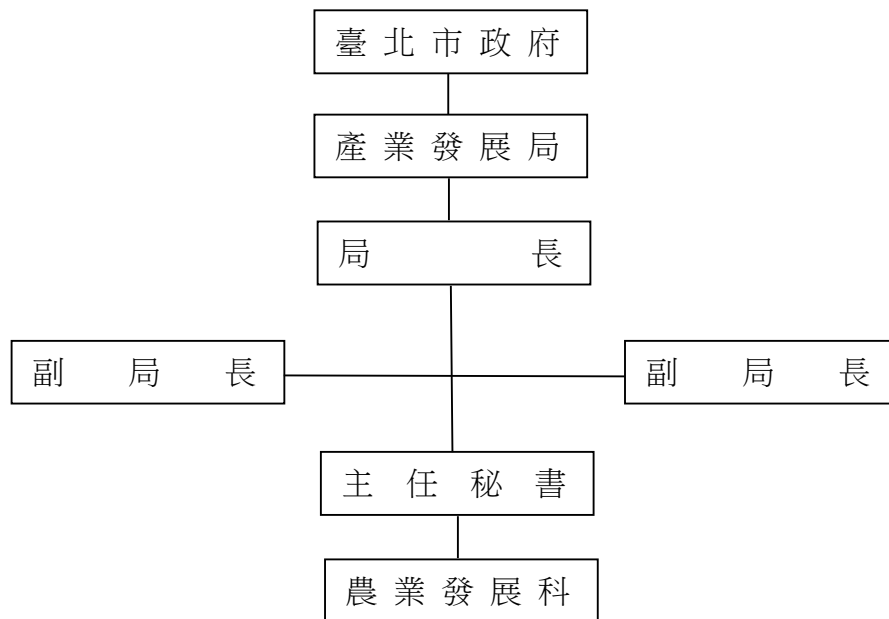 臺北市政府
產業發展局
局長
副局長
副局長
主任秘書
農業發展科